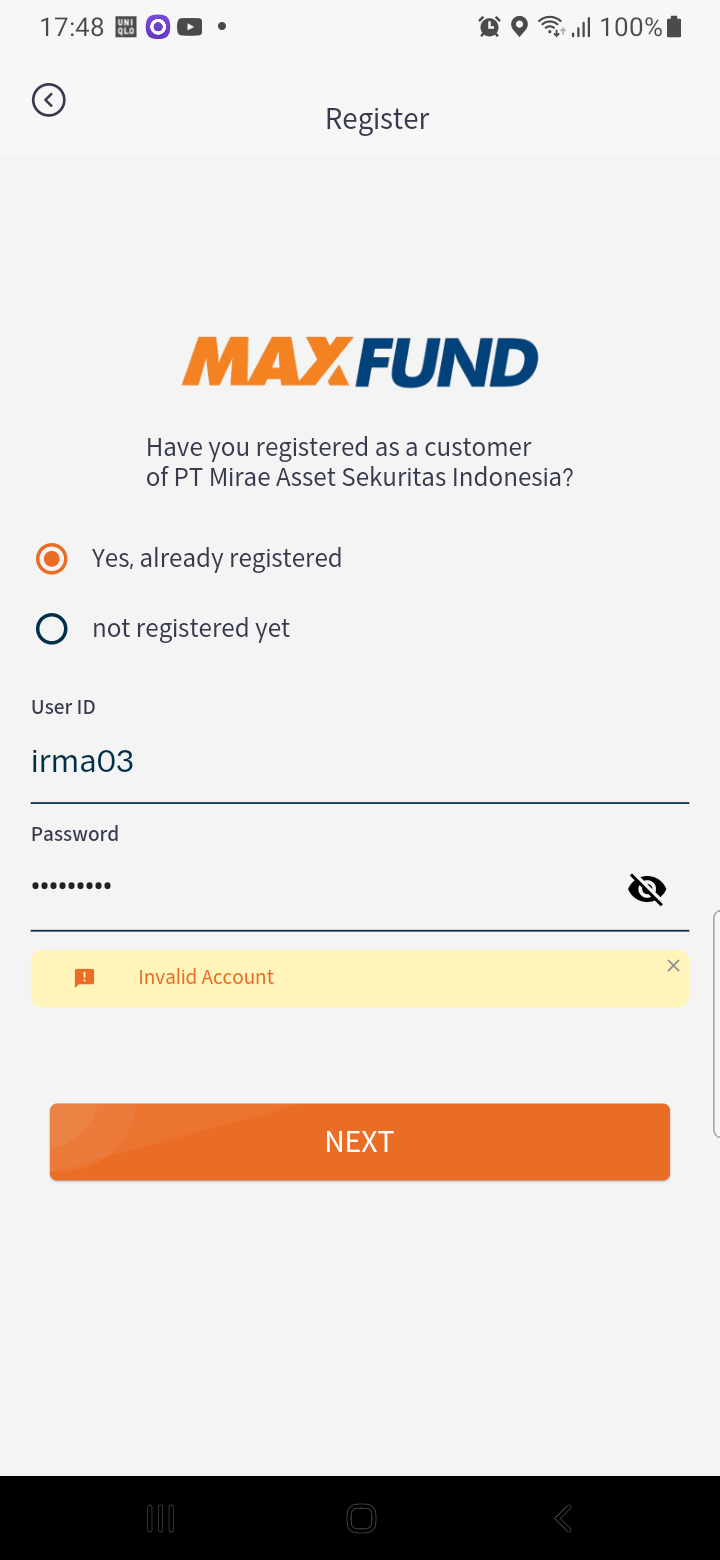 17:48 UNI QLO 100%
Register
MAXFUND
Have you registered as a customer
of PT Mirae Asset Sekuritas Indonesia?
Yes, already registered
not registered yet
User ID
irma03
Password
•••••••••
Invalid Account
NEXT